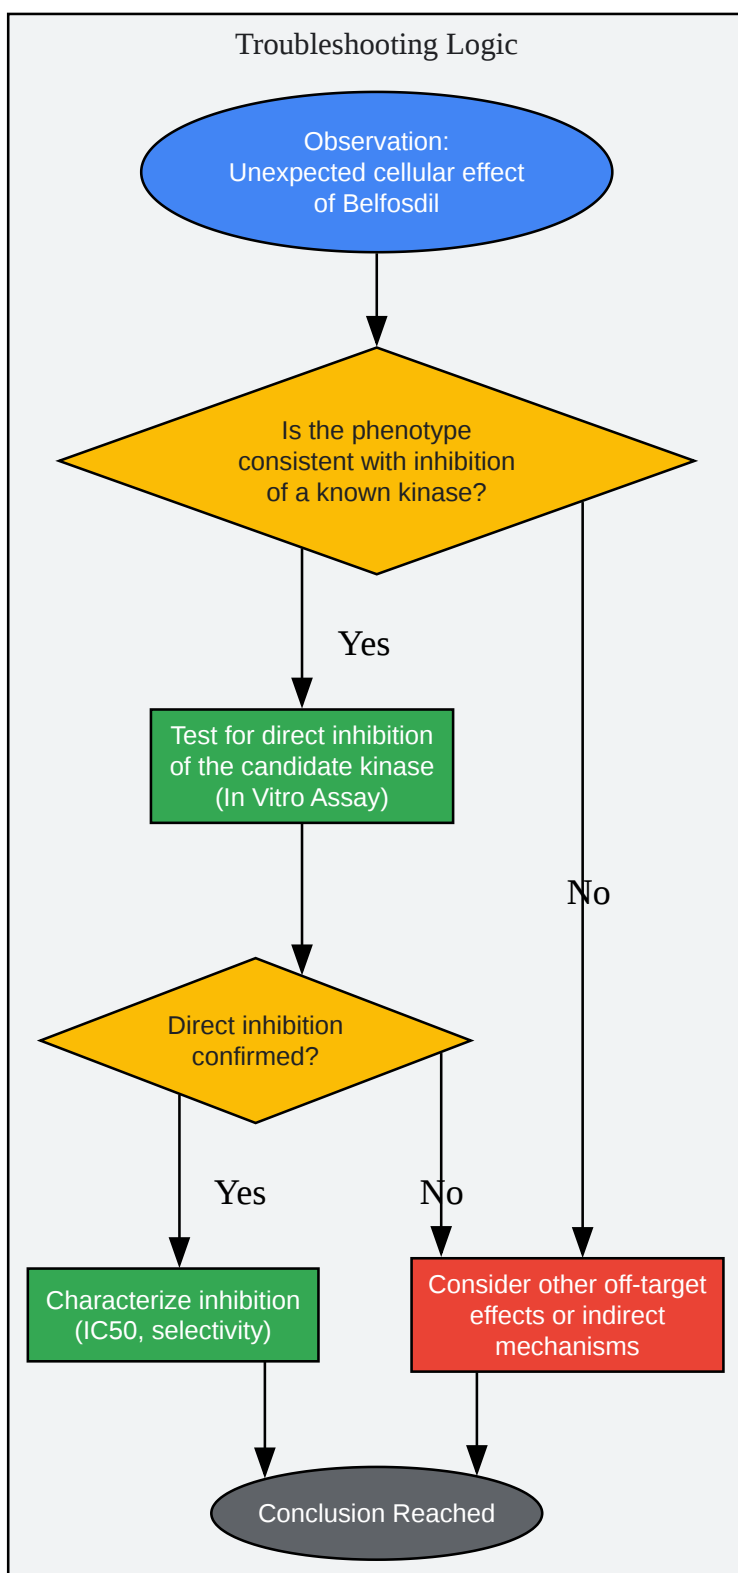 Troubleshooting Logic
Observation:
Unexpected cellular effect
of Belfosdil
Is the phenotype
consistent with inhibition
of a known kinase?
Yes
Test for direct inhibition
of the candidate kinase
(In Vitro Assay)
No
Direct inhibition
confirmed?
Yes
No
Characterize inhibition
(IC50, selectivity)
Consider other off-target
effects or indirect
mechanisms
Conclusion Reached